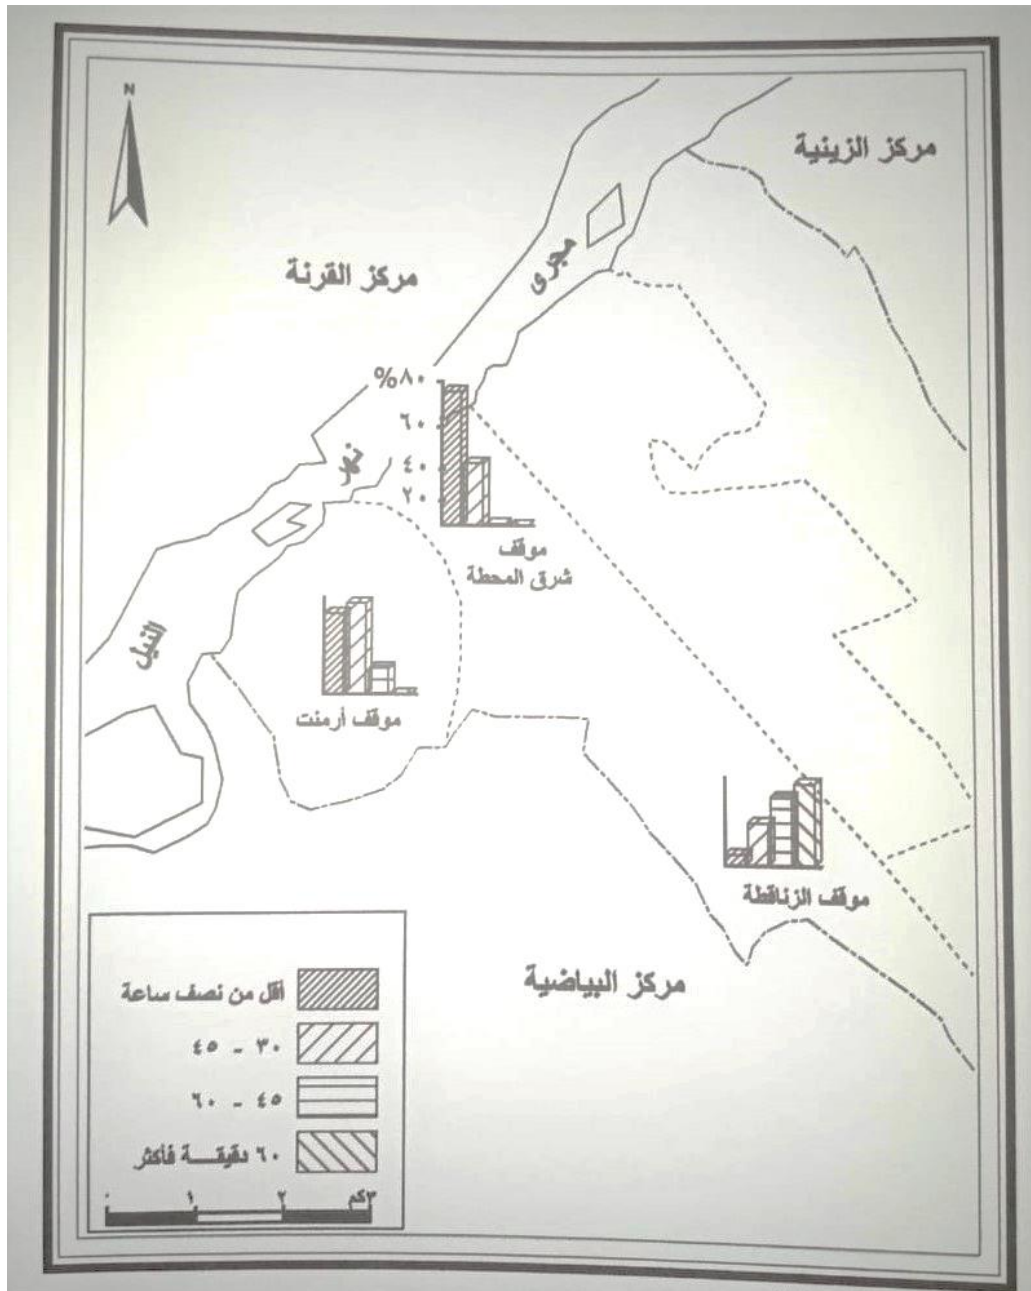 N
مركز الزينية
مركز القرنة
مجرى
نهر
النيل
%٨٠
٦٠
٤٠
٢٠
موقف
شرق المحطة
موقف أرمنت
موقف الزناقطة
مركز البياضية
أقل من نصف ساعة
٣٠ - ٤٥
٤٥ - ٦٠
٦٠ دقيقة فأكثر
٠ ١ ٢ ٣كم